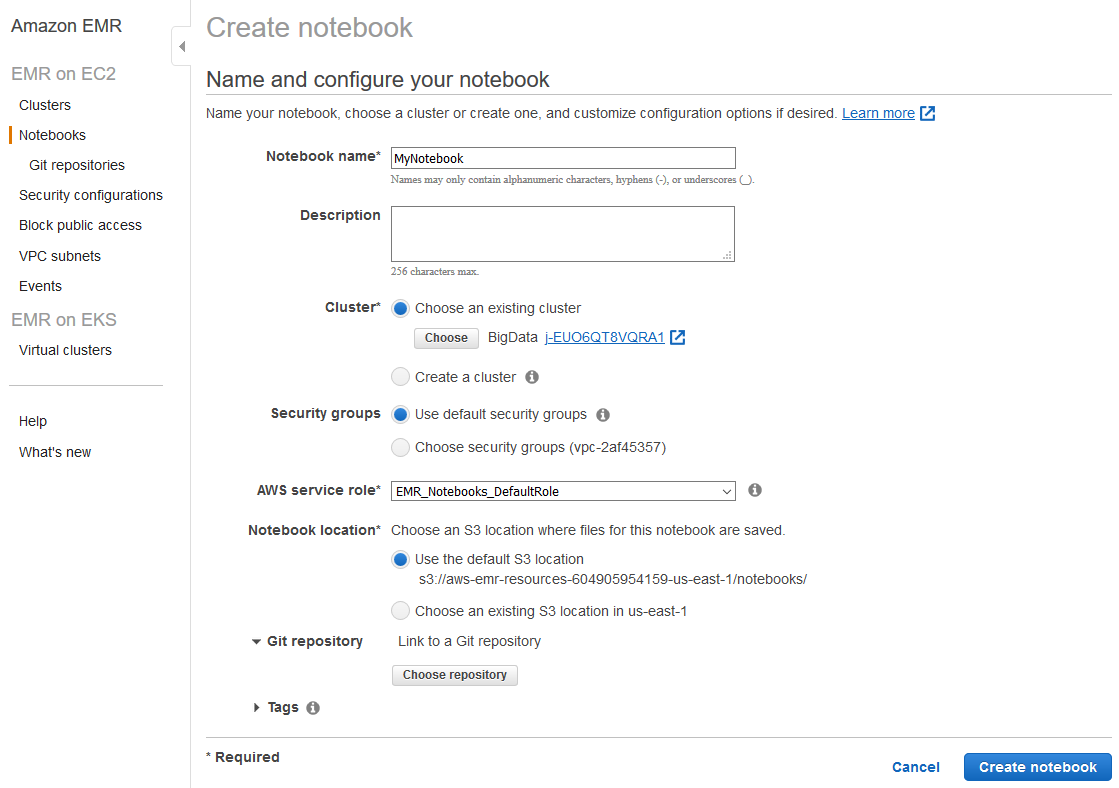 Amazon EMR
EMR on EC2
Clusters
Notebooks
Git repositories
Security configurations
Block public access
VPC subnets
Events
EMR on EKS
Virtual clusters
Help
What's new
Create notebook
Name and configure your notebook
Name your notebook, choose a cluster or create one, and customize configuration options if desired. Learn more
Notebook name* MyNotebook
Names may only contain alphanumeric characters, hyphens (-), or underscores (_).
Description
256 characters max.
Cluster* Choose an existing cluster
Choose BigData j-EUO6QT8VQRA1
Create a cluster
Security groups Use default security groups
Choose security groups (vpc-2af45357)
AWS service role* EMR_Notebooks_DefaultRole
Notebook location* Choose an S3 location where files for this notebook are saved.
Use the default S3 location
s3://aws-emr-resources-604905954159-us-east-1/notebooks/
Choose an existing S3 location in us-east-1
Git repository Link to a Git repository
Choose repository
Tags
* Required
Cancel Create notebook